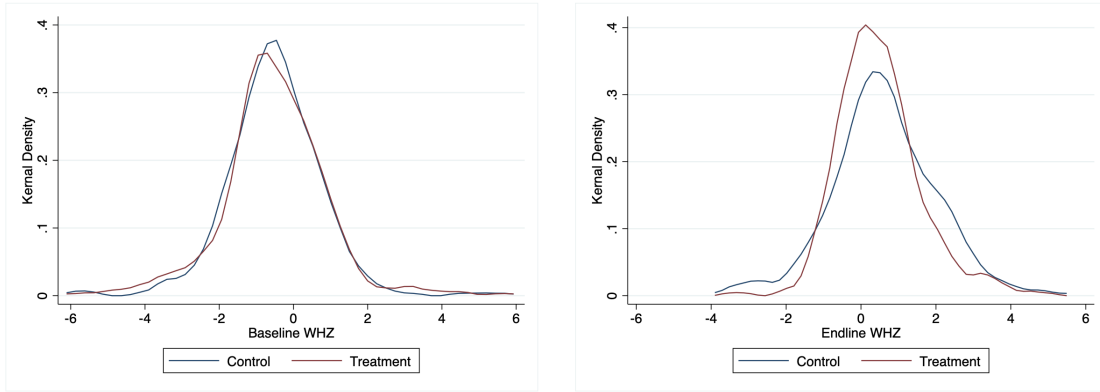 Kernal Density
.4
.3
.2
.1
0
-6 -4 -2 0 2 4 6
Baseline WHZ
Control Treatment
Kernal Density
.4
.3
.2
.1
0
-6 -4 -2 0 2 4 6
Endline WHZ
Control Treatment